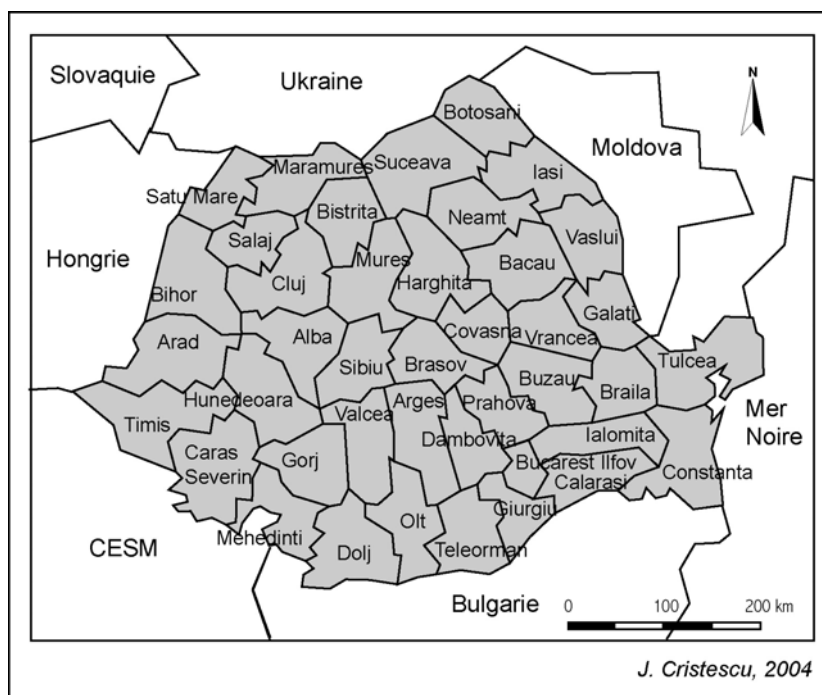 Slovaquie
Ukraine
N
Botosani
Moldova
Maramures
Suceava
Iasi
Satu Mare
Bistrita
Neamt
Salaj
Vaslui
Hongrie
Mures
Bacau
Cluj
Harghita
Bihor
Galati
Arad
Alba
Covasna
Vrancea
Tulcea
Sibiu
Brasov
Buzau
Braila
Hunedeoara
Valcea
Arges
Prahova
Mer
Noire
Timis
Dambovita
Ialomita
Caras
Severin
Gorj
Bucarest Ilfov
Constanta
Calarasi
Giurgiu
Olt
CESM
Mehedinti
Dolj
Teleorman
Bulgarie
0 100 200 km
J. Cristescu, 2004